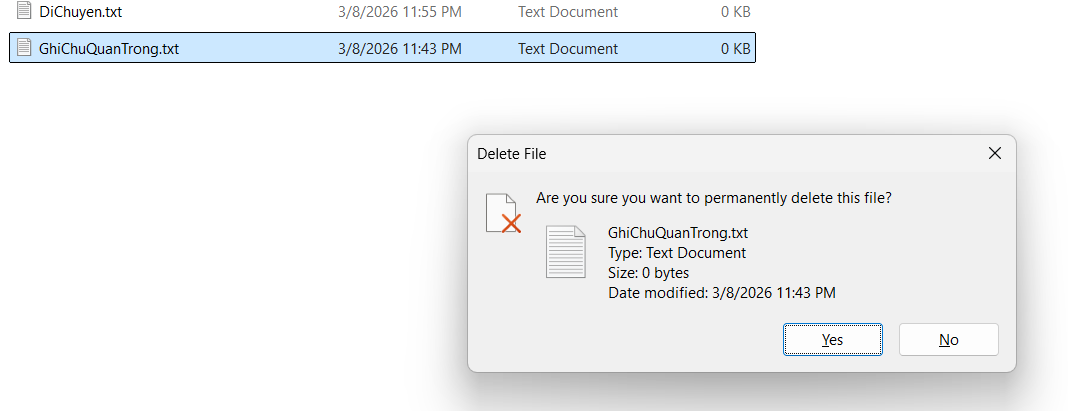 DiChuyen.txt 3/8/2026 11:55 PM Text Document 0 KB
GhiChuQuanTrong.txt 3/8/2026 11:43 PM Text Document 0 KB
Delete File
Are you sure you want to permanently delete this file?
GhiChuQuanTrong.txt
Type: Text Document
Size: 0 bytes
Date modified: 3/8/2026 11:43 PM
Yes No